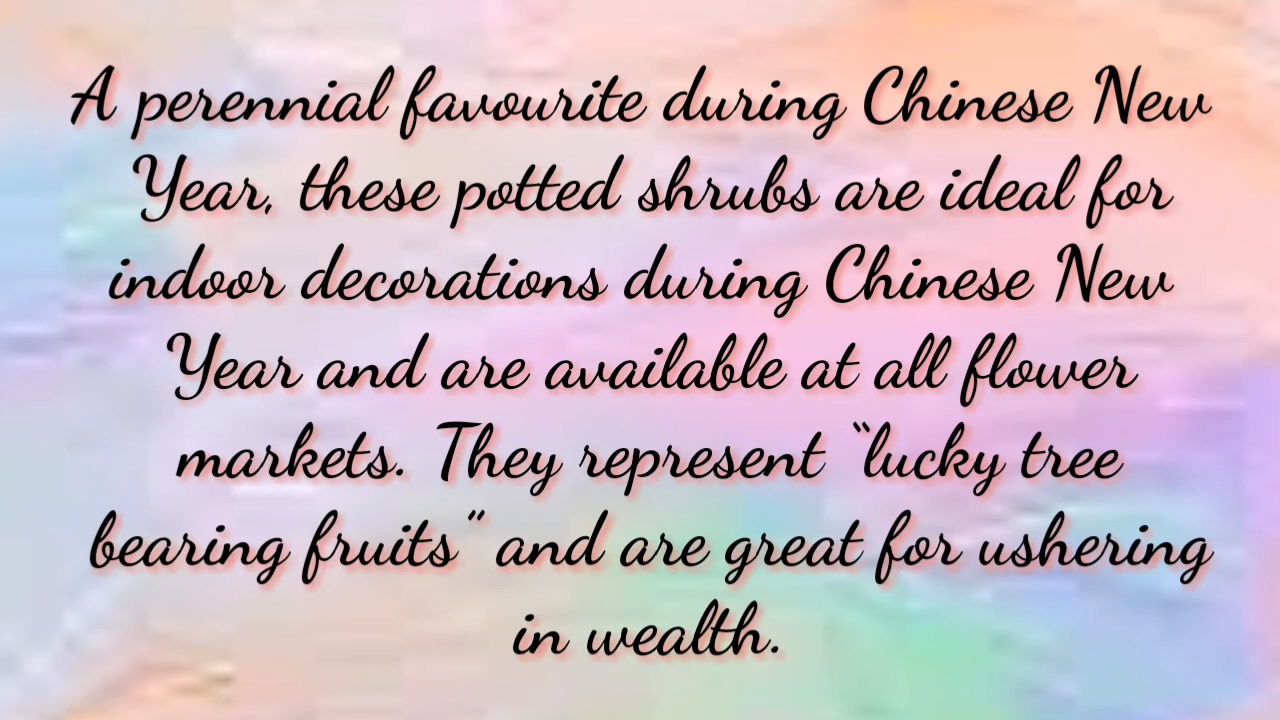 A perennial favourite during Chinese New
Year, these potted shrubs are ideal for
indoor decorations during Chinese New
Year and are available at all flower
markets. They represent “lucky tree
bearing fruits” and are great for ushering
in wealth.